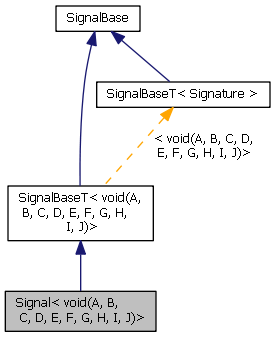 SignalBase
SignalBaseT< Signature >
< void(A, B, C, D,
E, F, G, H, I, J)>
SignalBaseT< void(A,
B, C, D, E, F, G, H,
I, J)>
Signal< void(A, B,
C, D, E, F, G, H, I, J)>